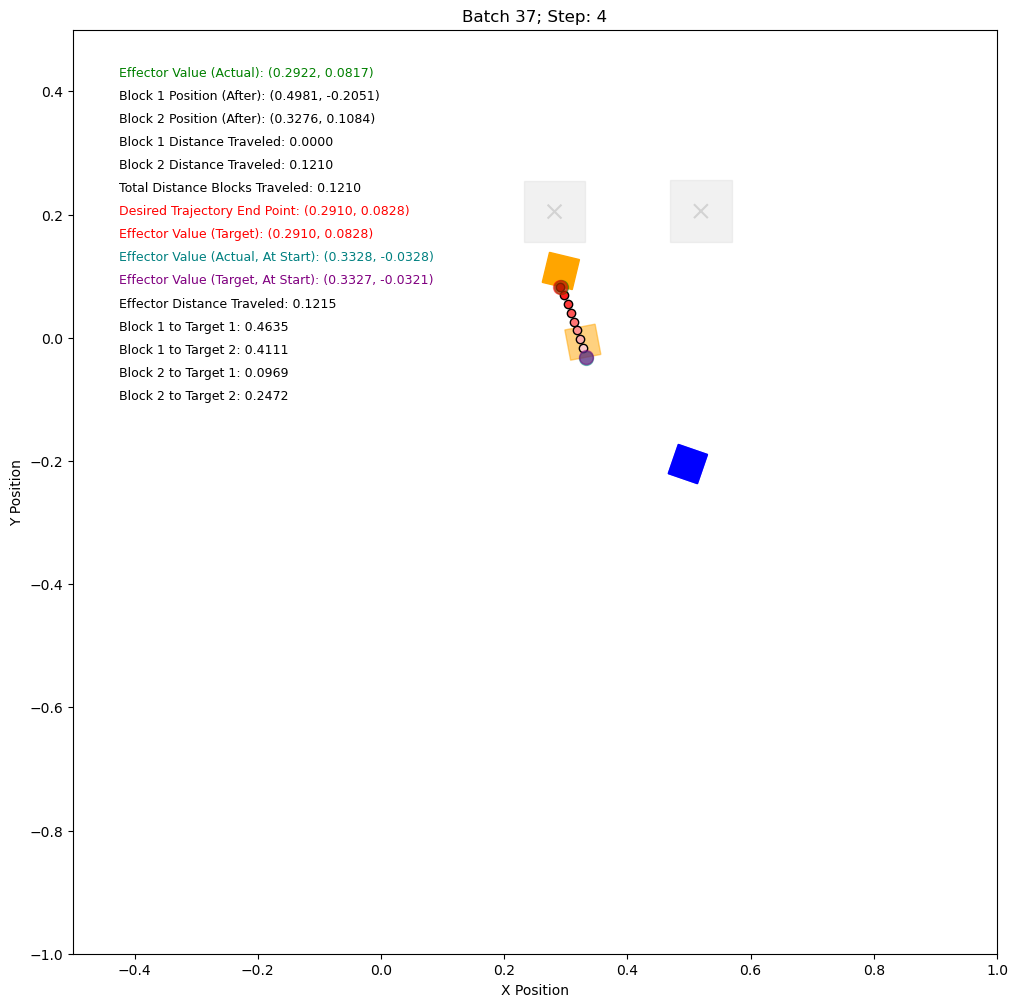 Batch 37; Step: 4
Effector Value (Actual): (0.2922, 0.0817)
Block 1 Position (After): (0.4981, -0.2051)
Block 2 Position (After): (0.3276, 0.1084)
Block 1 Distance Traveled: 0.0000
Block 2 Distance Traveled: 0.1210
Total Distance Blocks Traveled: 0.1210
Desired Trajectory End Point: (0.2910, 0.0828)
Effector Value (Target): (0.2910, 0.0828)
Effector Value (Actual, At Start): (0.3328, -0.0328)
Effector Value (Target, At Start): (0.3327, -0.0321)
Effector Distance Traveled: 0.1215
Block 1 to Target 1: 0.4635
Block 1 to Target 2: 0.4111
Block 2 to Target 1: 0.0969
Block 2 to Target 2: 0.2472
0.4
0.2
0.0
−0.2
−0.4
−0.6
−0.8
−1.0
Y Position
−0.4
−0.2
0.0
0.2
0.4
0.6
0.8
1.0
X Position